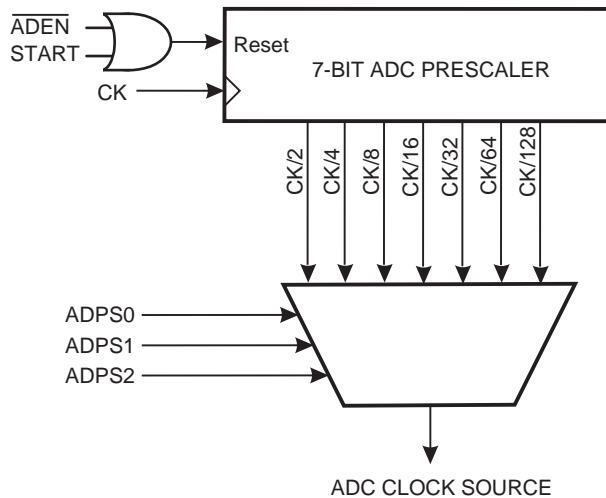 ADEN
START
Reset
7-BIT ADC PRESCALER
CK
CK/2
CK/4
CK/8
CK/16
CK/32
CK/64
CK/128
ADPS0
ADPS1
ADPS2
ADC CLOCK SOURCE